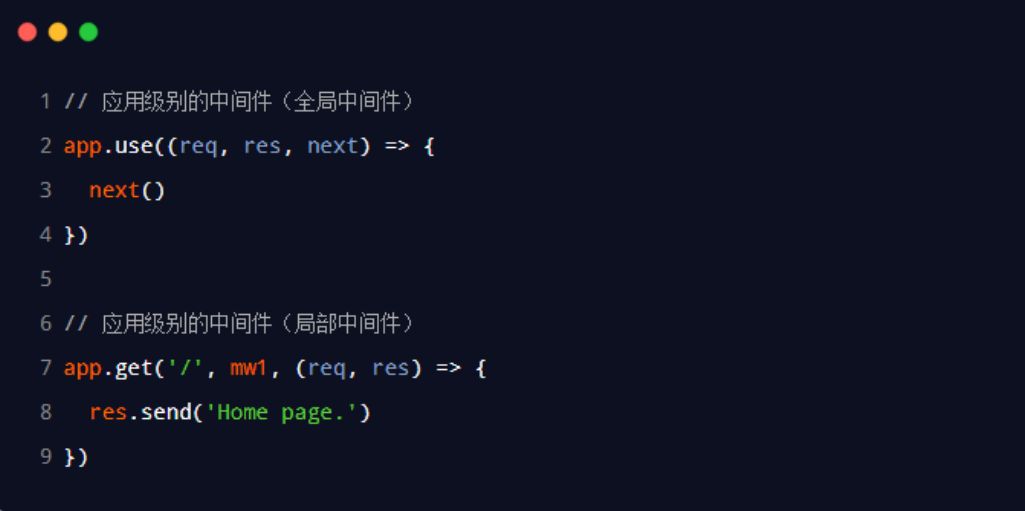 1 // 应用级别的中间件（全局中间件）
2 app.use((req, res, next) => {
3   next()
4 })
5
6 // 应用级别的中间件（局部中间件）
7 app.get('/', mw1, (req, res) => {
8   res.send('Home page.')
9 })